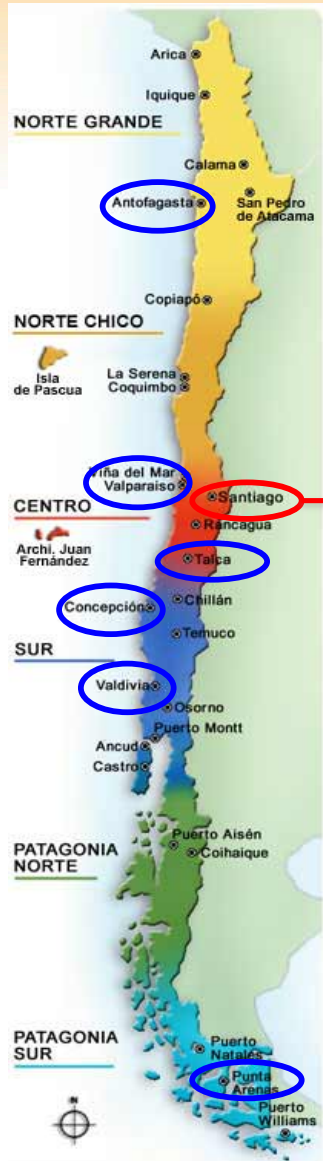 Arica
Iquique
NORTE GRANDE
Calama
Antofagasta
San Pedro
de Atacama
Copiapó
NORTE CHICO
La Serena
Coquimbo
Isla
de Pascua
Viña del Mar
Valparaiso
Santiago
CENTRO
Rancagua
Archi. Juan
Fernández
Talca
Concepción
Chillán
Temuco
SUR
Valdivia
Osorno
Puerto Montt
Ancud
Castro
Puerto Aisén
PATAGONIA
NORTE
Coihaique
PATAGONIA
SUR
Puerto
Natales
Punta
Arenas
N
Puerto
Williams